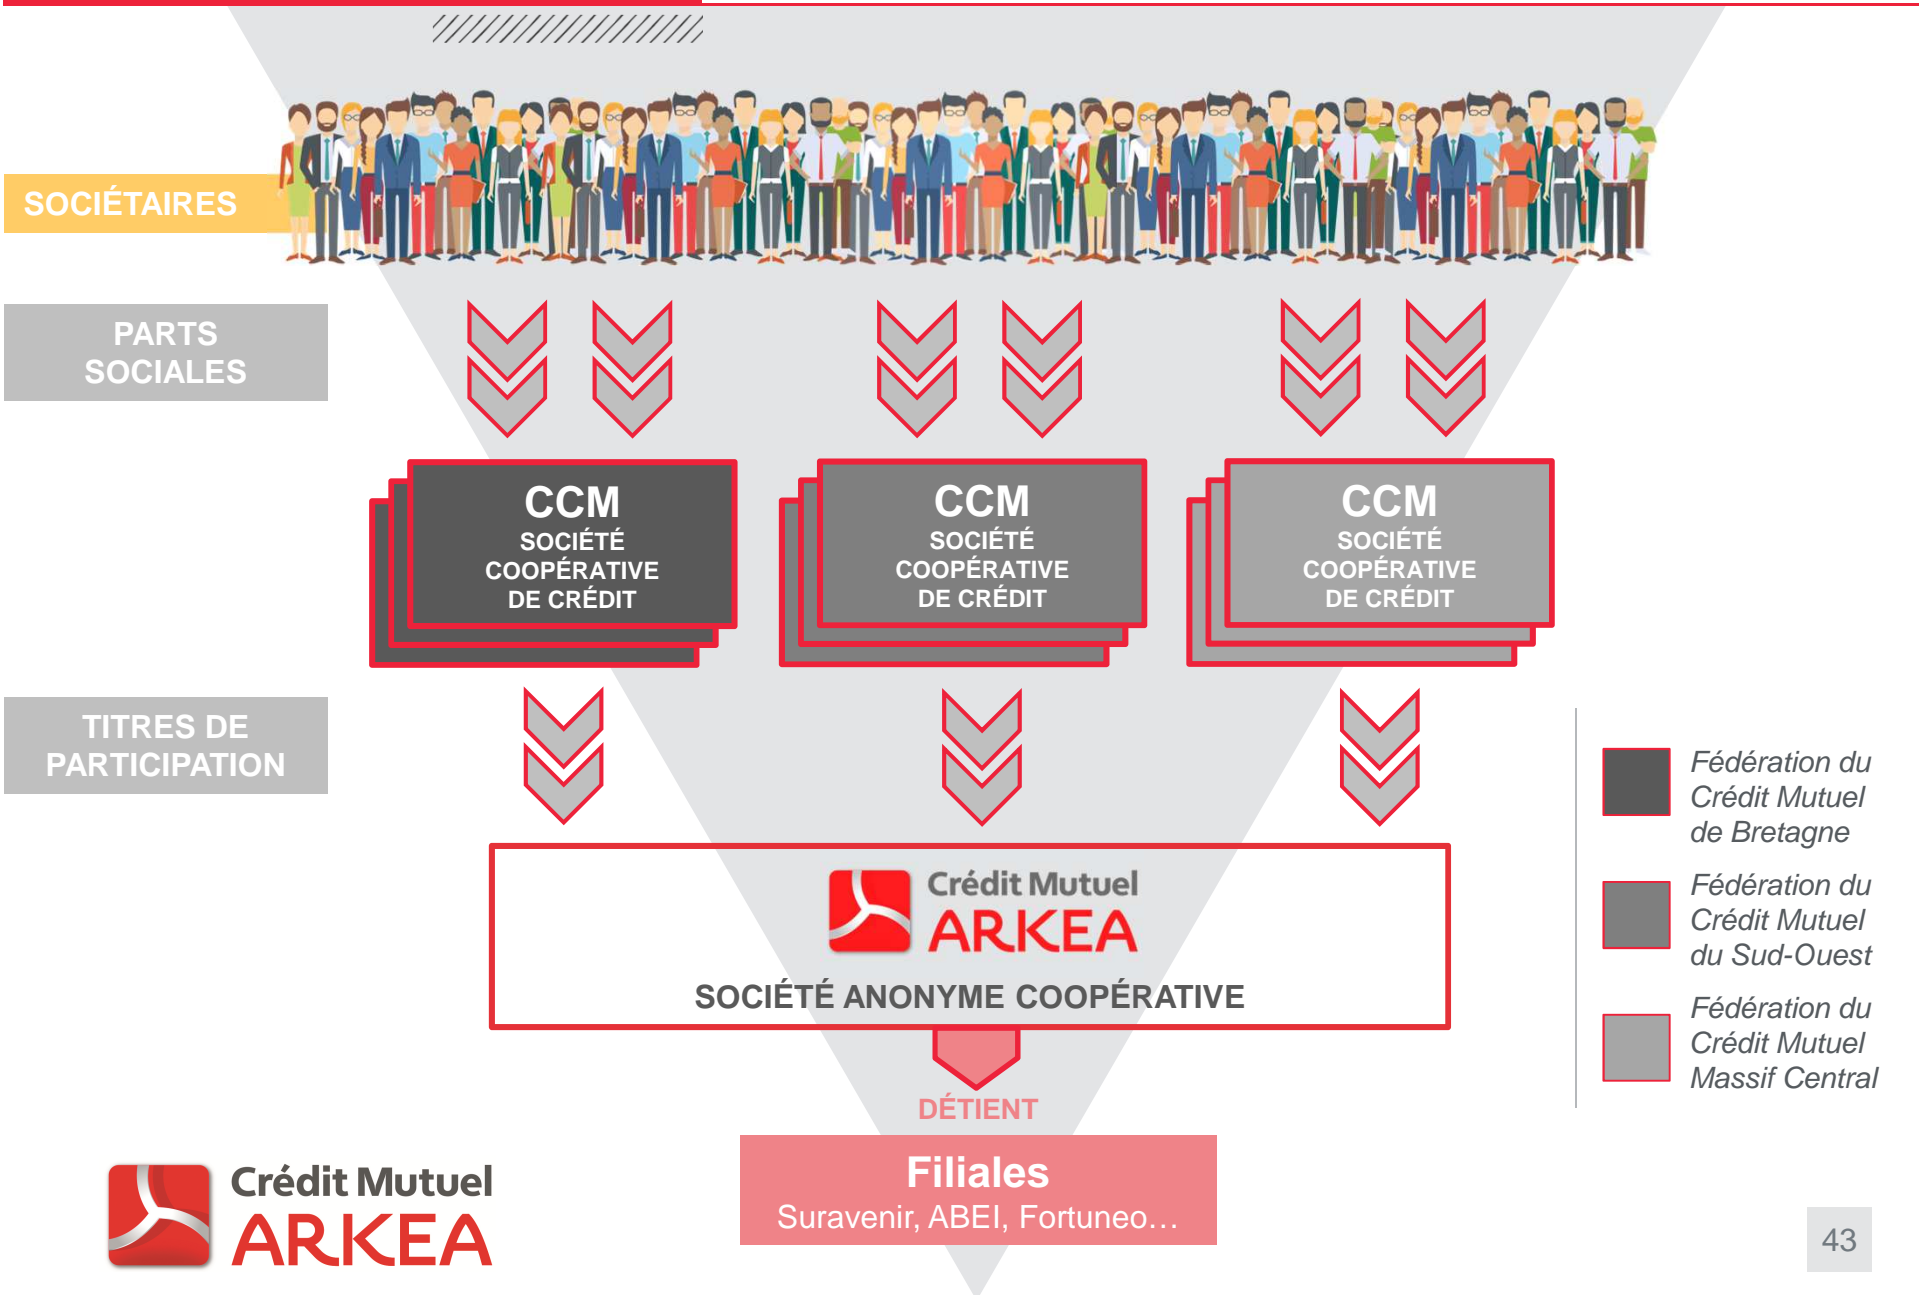 SOCIÉTAIRES
PARTS
SOCIALES
CCM
SOCIÉTÉ
COOPÉRATIVE
DE CRÉDIT
CCM
SOCIÉTÉ
COOPÉRATIVE
DE CRÉDIT
CCM
SOCIÉTÉ
COOPÉRATIVE
DE CRÉDIT
TITRES DE
PARTICIPATION
Fédération du
Crédit Mutuel
de Bretagne
Fédération du
Crédit Mutuel
du Sud-Ouest
Fédération du
Crédit Mutuel
Massif Central
Crédit Mutuel
ARKEA
SOCIÉTÉ ANONYME COOPÉRATIVE
DÉTIENT
Filiales
Suravenir, ABEI, Fortuneo…
Crédit Mutuel
ARKEA
43